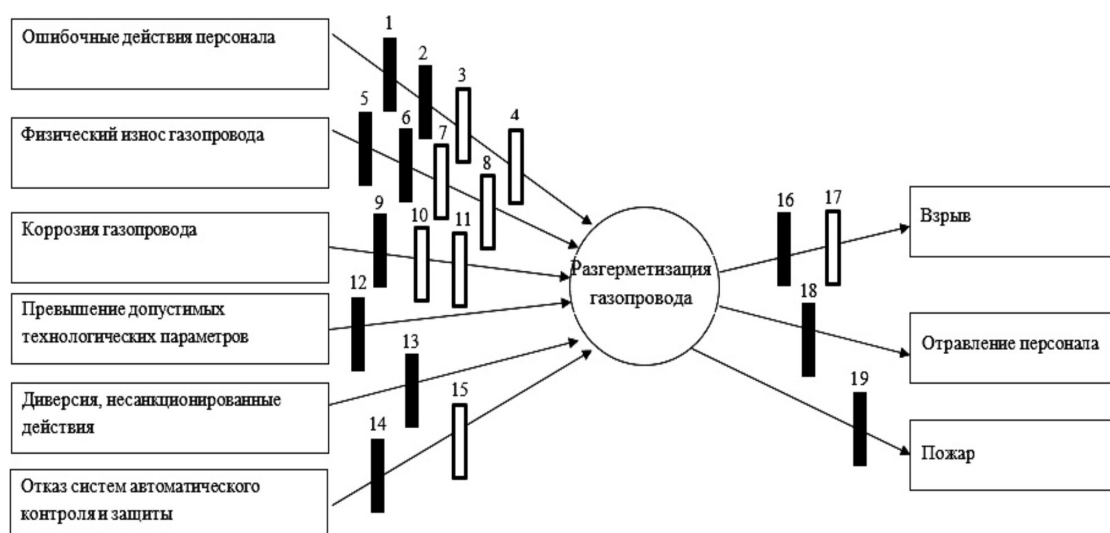 Ошибочные действия персонала
Физический износ газопровода
Коррозия газопровода
Превышение допустимых
технологических параметров
Диверсия, несанкционированные
действия
Отказ систем автоматического
контроля и защиты
1
2
3
4
5
6
7
8
9
10
11
12
13
14
15
Разгерметизация
газопровода
16
17
18
19
Взрыв
Отравление персонала
Пожар